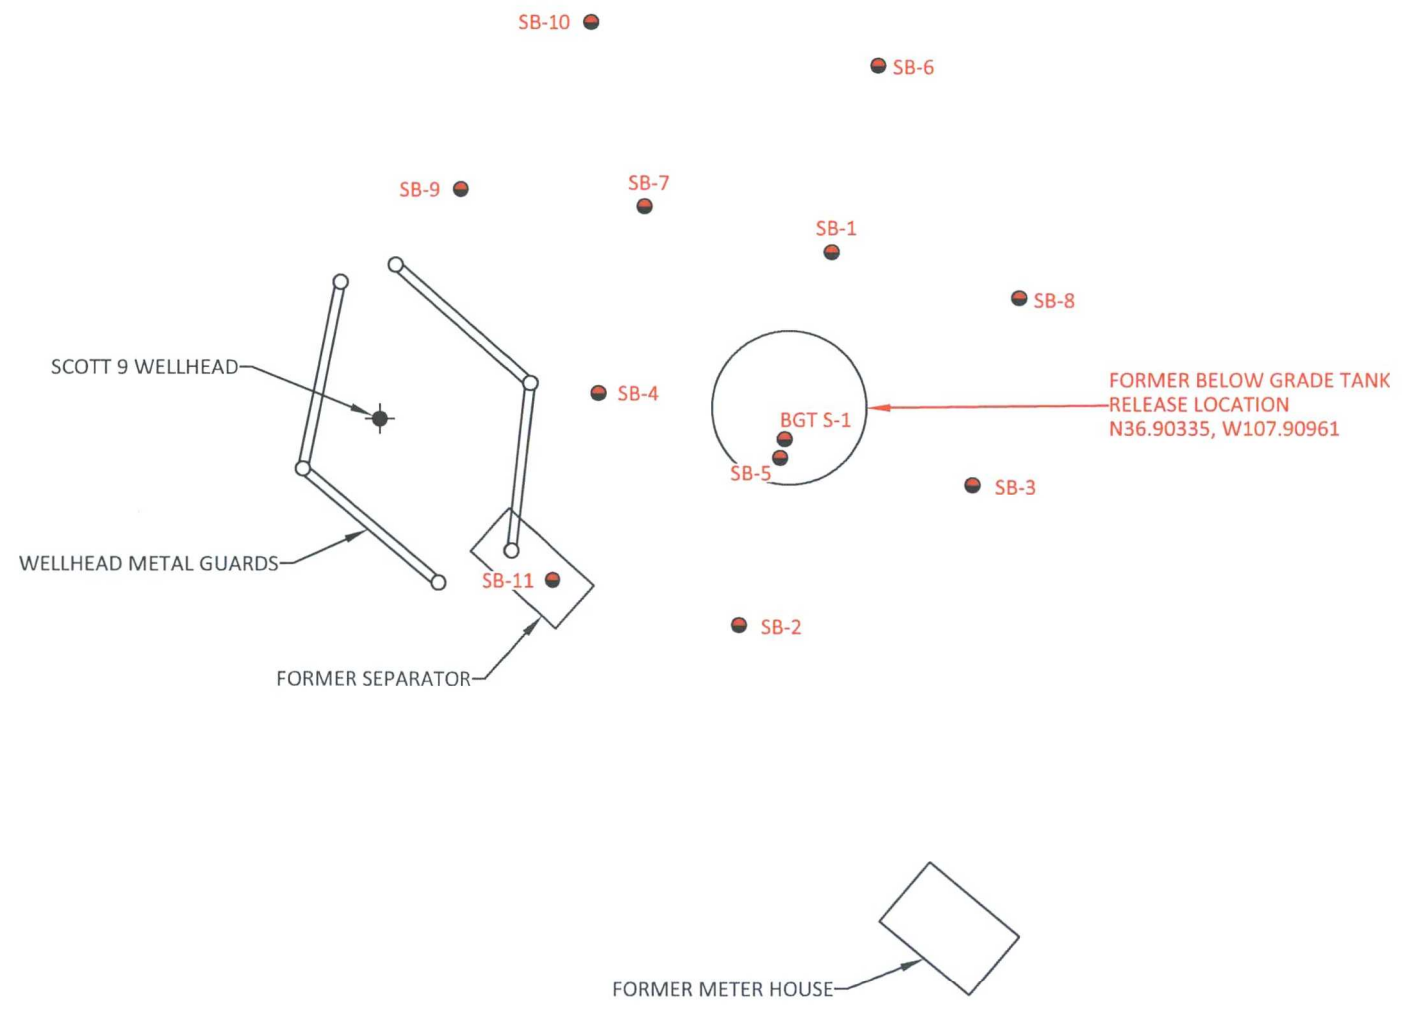 SB-10
SB-6
SB-7
SB-9
SB-1
SB-8
SCOTT 9 WELLHEAD
SB-4
FORMER BELOW GRADE TANK
RELEASE LOCATION
N36.90335, W107.90961
BGT S-1
SB-5
SB-3
WELLHEAD METAL GUARDS
SB-11
SB-2
FORMER SEPARATOR
FORMER METER HOUSE